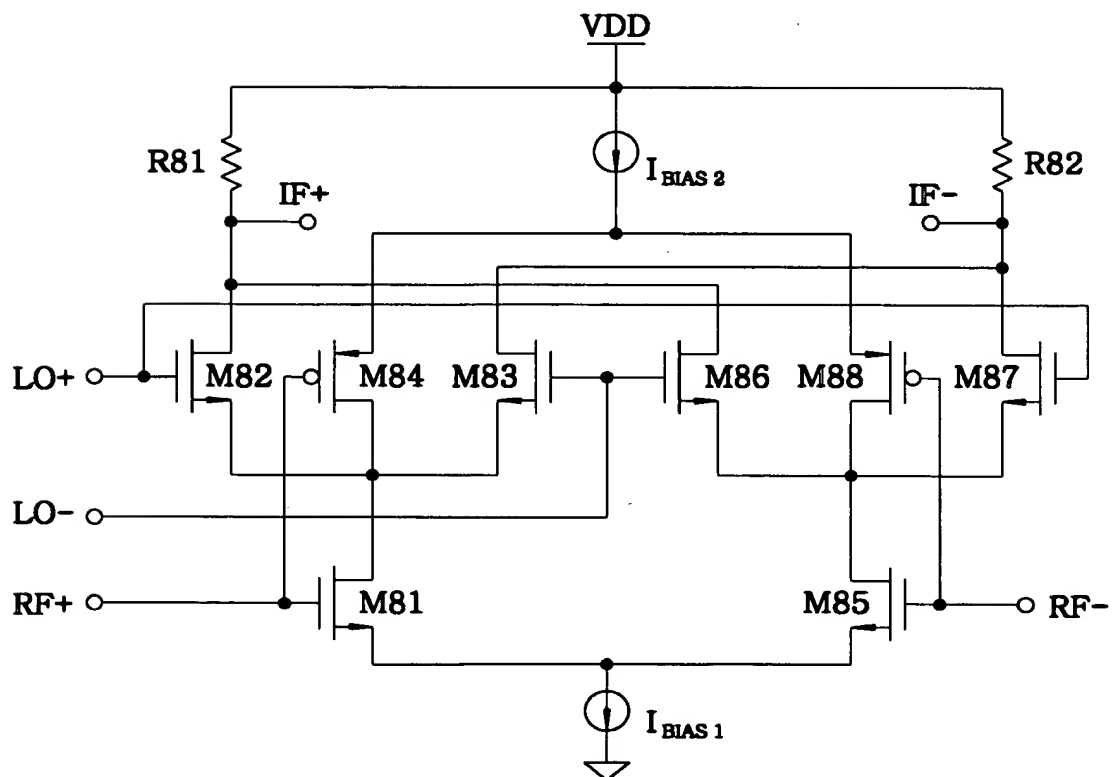 VDD
R81
IF+
I BIAS 2
IF-
R82
LO+
M82
M84
M83
M86
M88
M87
LO-
RF+
M81
M85
RF-
I BIAS 1